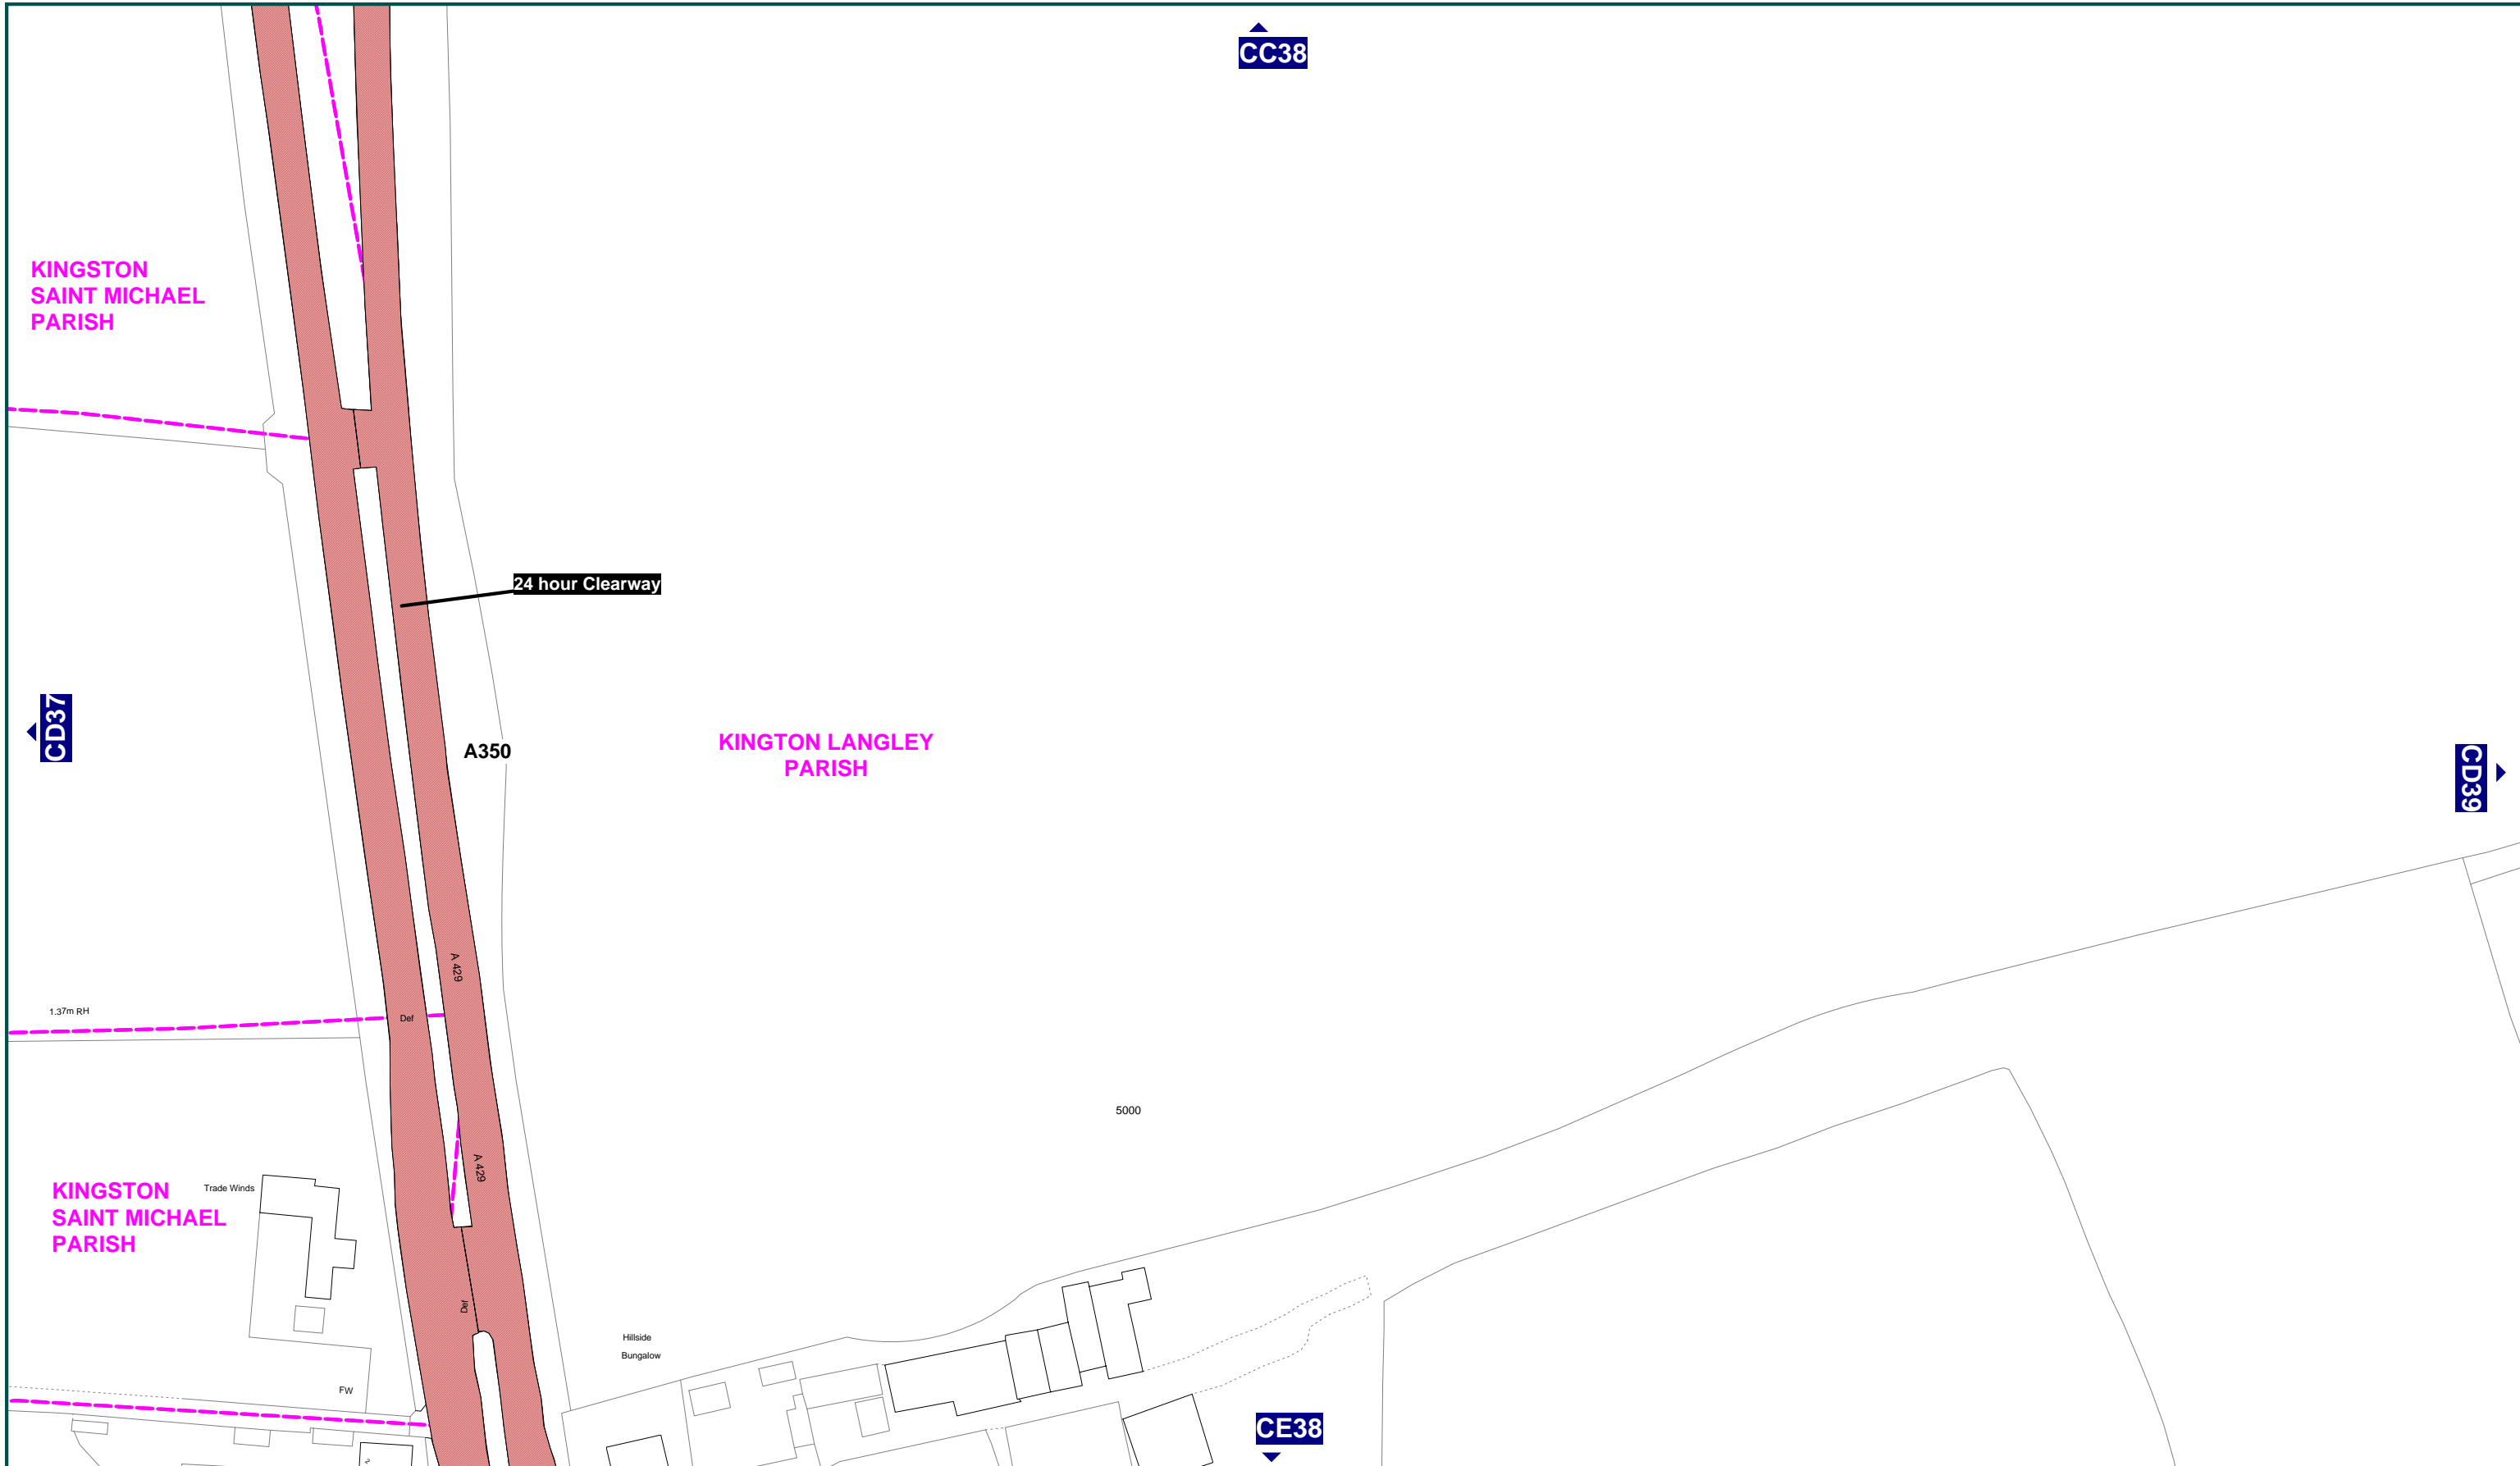 CC38
KINGSTON
SAINT MICHAEL
PARISH
24 hour Clearway
CD37
A350
KINGTON LANGLEY
PARISH
CD39
A 429
1.37m RH
Def
5000
A 429
KINGSTON
SAINT MICHAEL
PARISH
Trade Winds
Def
Hillside
Bungalow
FW
CE38
2